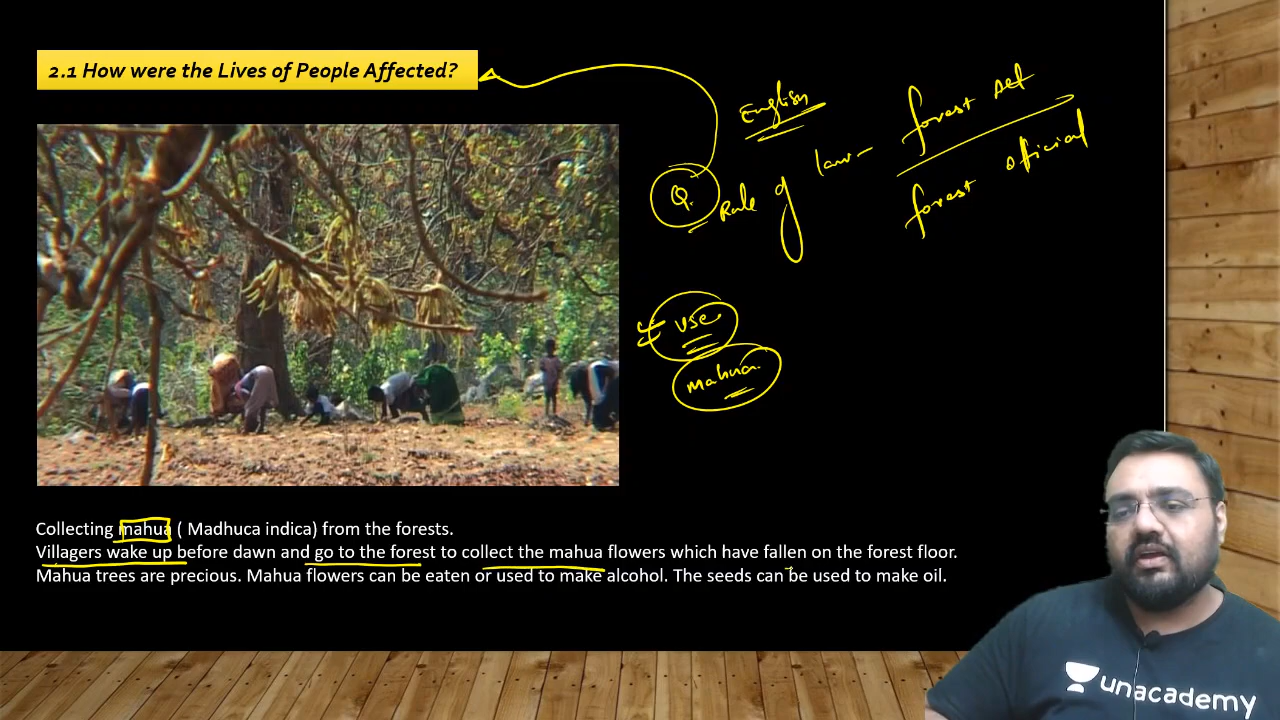 2.1 How were the Lives of People Affected?
English
Q. Rule of law - forest act
forest official
use
Mahua
Collecting mahua ( Madhuca indica) from the forests.
Villagers wake up before dawn and go to the forest to collect the mahua flowers which have fallen on the forest floor.
Mahua trees are precious. Mahua flowers can be eaten or used to make alcohol. The seeds can be used to make oil.
unacademy